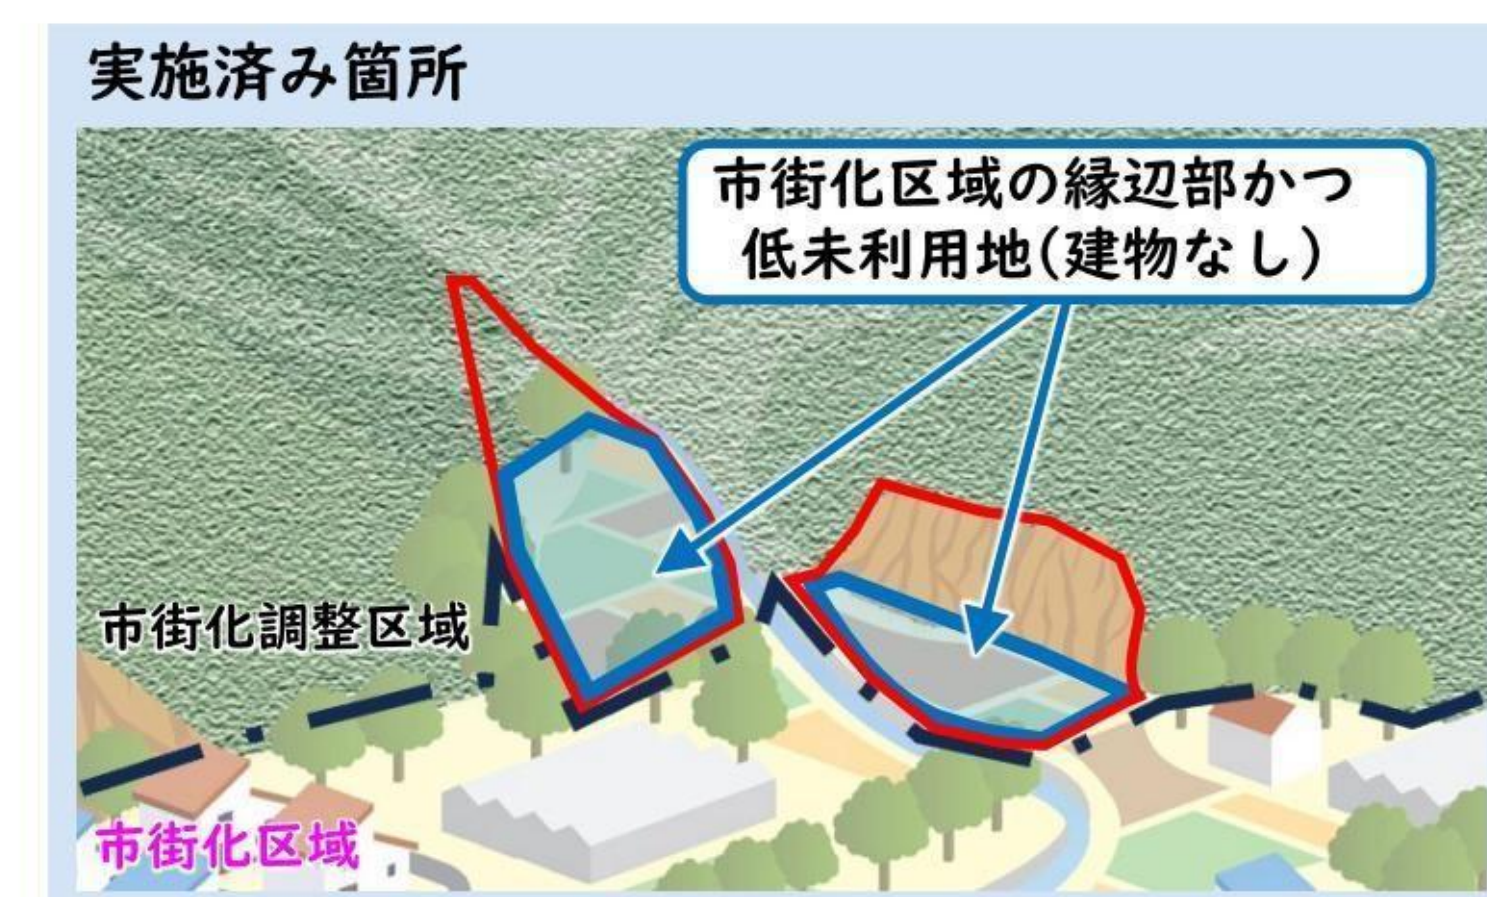 実施済み箇所
市街化区域の縁辺部かつ
低未利用地(建物なし)
市街化調整区域
市街化区域